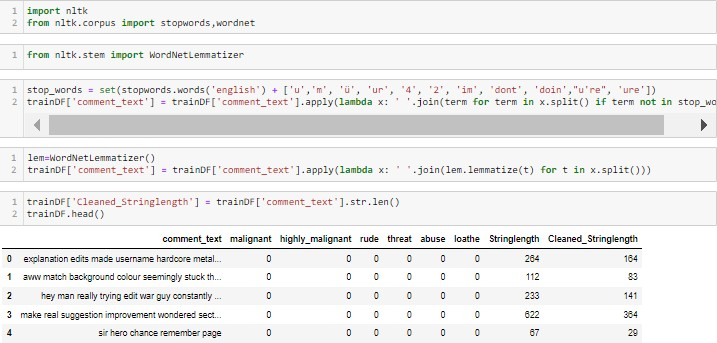 1 import nltk
2 from nltk.corpus import stopwords,wordnet
1 from nltk.stem import WordNetLemmatizer
1 stop_words = set(stopwords.words('english') + ['u','m', 'ü', 'ur', '4', '2', 'im', 'dont', 'doin',"u're", 'ure'])
2 trainDF['comment_text'] = trainDF['comment_text'].apply(lambda x: ' '.join(term for term in x.split() if term not in stop_wo
1 lem=WordNetLemmatizer()
2 trainDF['comment_text'] = trainDF['comment_text'].apply(lambda x: ' '.join(lem.lemmatize(t) for t in x.split()))
1 trainDF['Cleaned_Stringlength'] = trainDF['comment_text'].str.len()
2 trainDF.head()
comment_text malignant highly_malignant rude threat abuse loathe Stringlength Cleaned_Stringlength
0 explanation edits made username hardcore metal... 0 0 0 0 0 0 264 164
1 aww match background colour seemingly stuck th... 0 0 0 0 0 0 112 83
2 hey man really trying edit war guy constantly ... 0 0 0 0 0 0 233 141
3 make real suggestion improvement wondered sect... 0 0 0 0 0 0 622 364
4 sir hero chance remember page 0 0 0 0 0 0 67 29